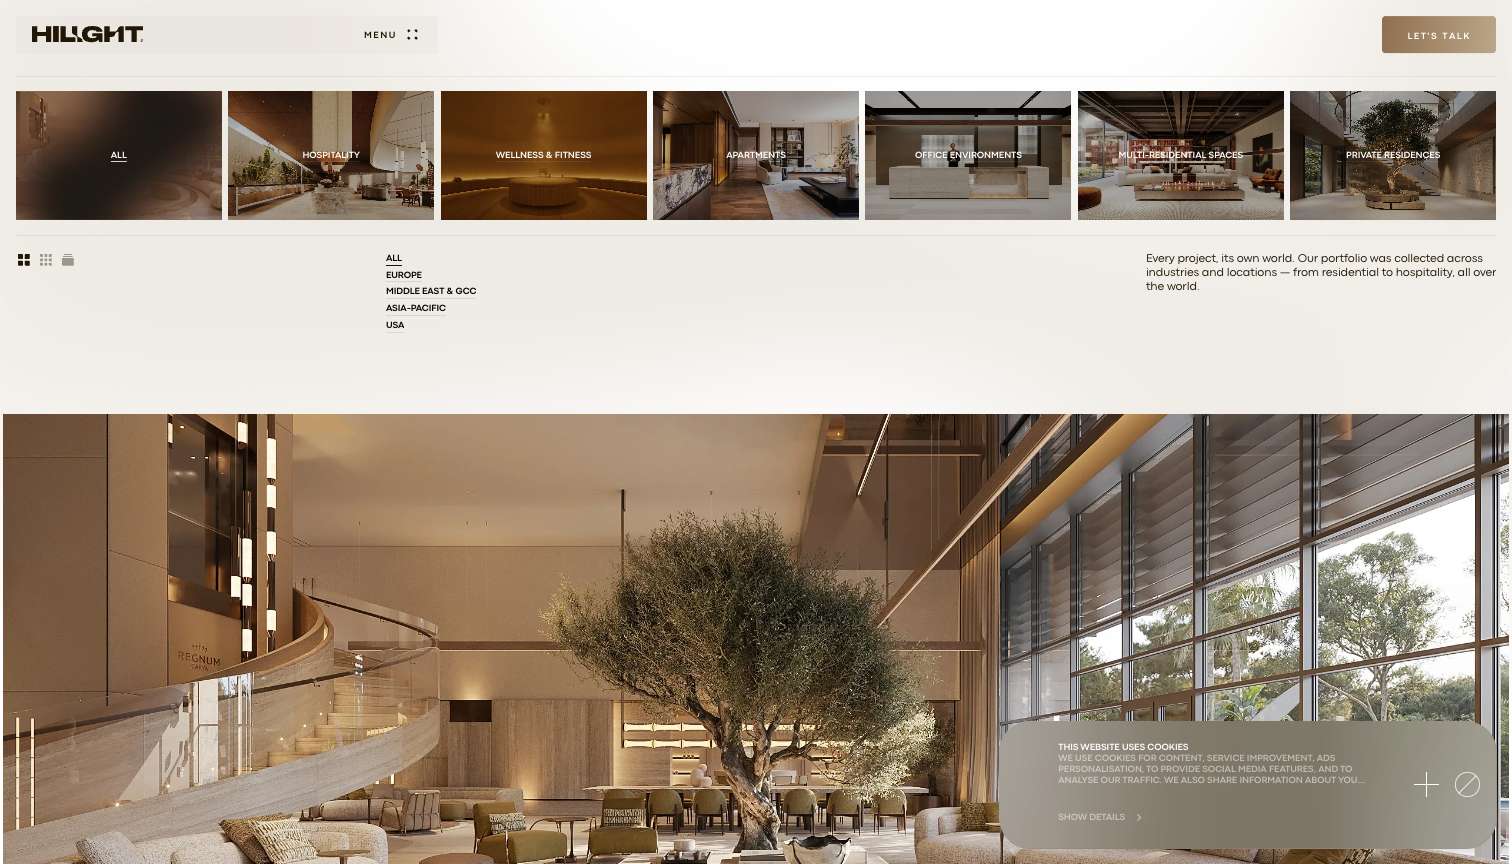 HILLGHT.
MENU
LET'S TALK
ALL
HOSPITALITY
WELLNESS & FITNESS
APARTMENTS
OFFICE ENVIRONMENTS
MULTI-RESIDENTIAL SPACES
PRIVATE RESIDENCES
ALL
EUROPE
MIDDLE EAST & GCC
ASIA-PACIFIC
USA
Every project, its own world. Our portfolio was collected across
industries and locations — from residential to hospitality, all over
the world.
REGNUM
THIS WEBSITE USES COOKIES
WE USE COOKIES FOR CONTENT, SERVICE IMPROVEMENT, ADS
PERSONALISATION, TO PROVIDE SOCIAL MEDIA FEATURES, AND TO
ANALYSE OUR TRAFFIC. WE ALSO SHARE INFORMATION ABOUT YOU...
SHOW DETAILS